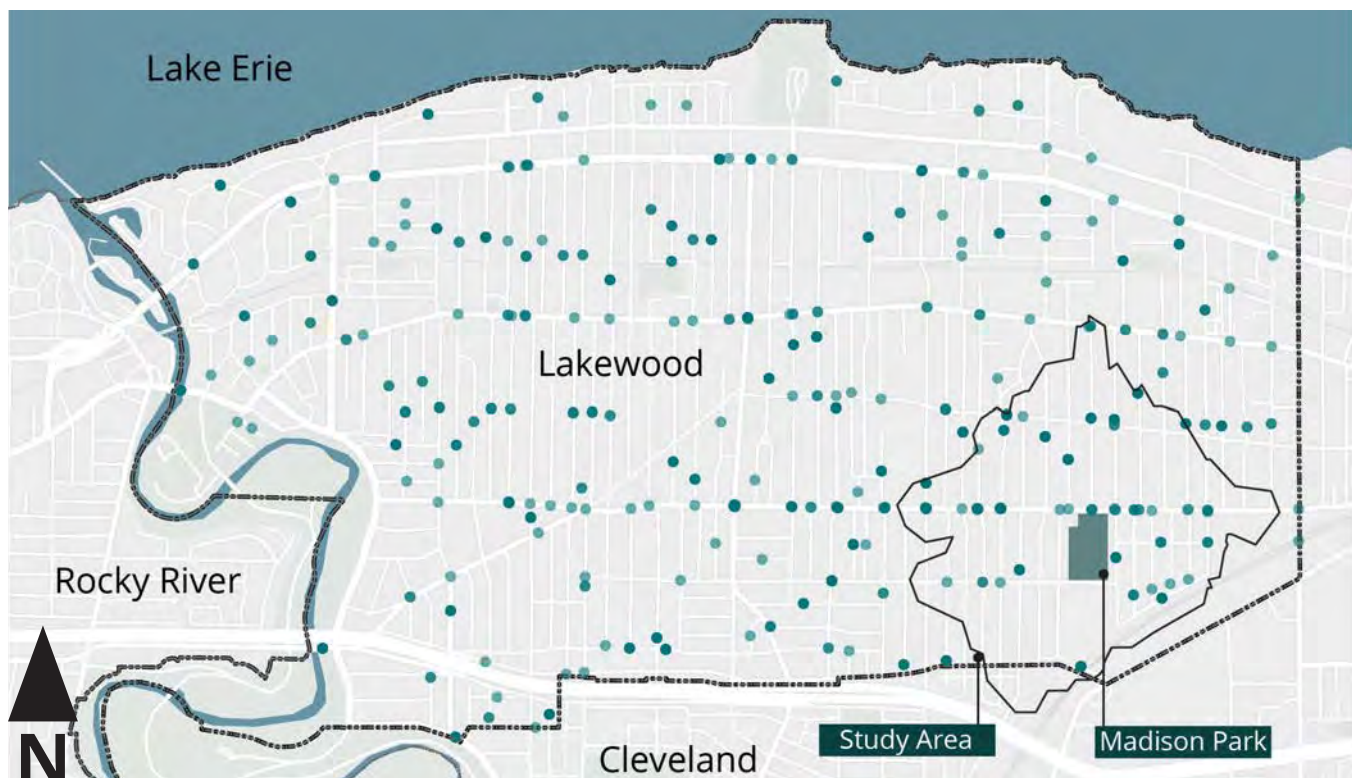 Lake Erie
Lakewood
Rocky River
Study Area
Madison Park
N
Cleveland